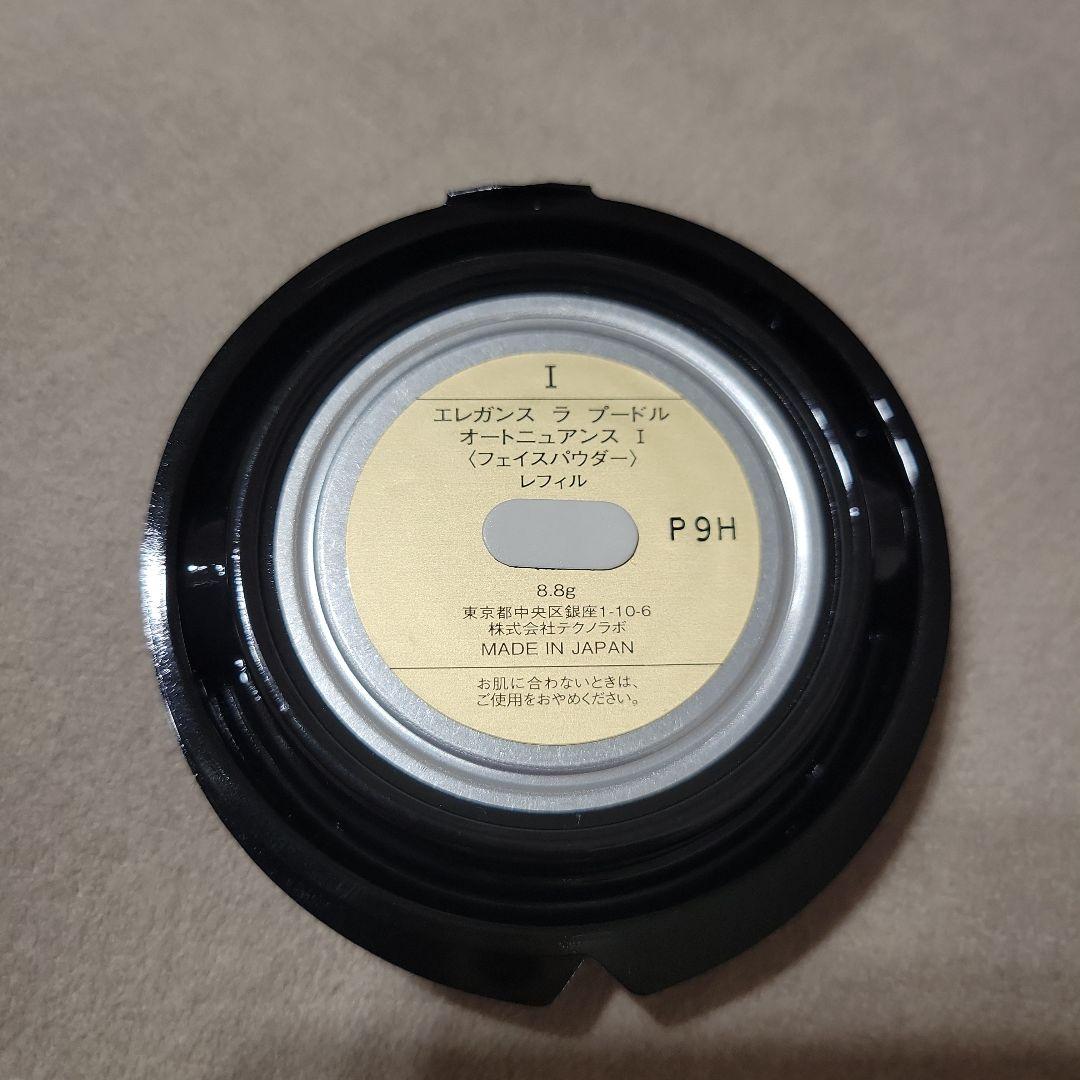 I
エレガンス ラ プードル
オートニュアンス I
〈フェイスパウダー〉
レフィル
P9H
8.8g
東京都中央区銀座1-10-6
株式会社テクノラボ
MADE IN JAPAN
お肌に合わないときは、
ご使用をおやめください。